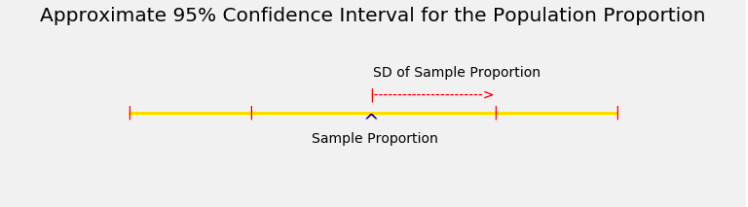 Approximate 95% Confidence Interval for the Population Proportion
SD of Sample Proportion
Sample Proportion